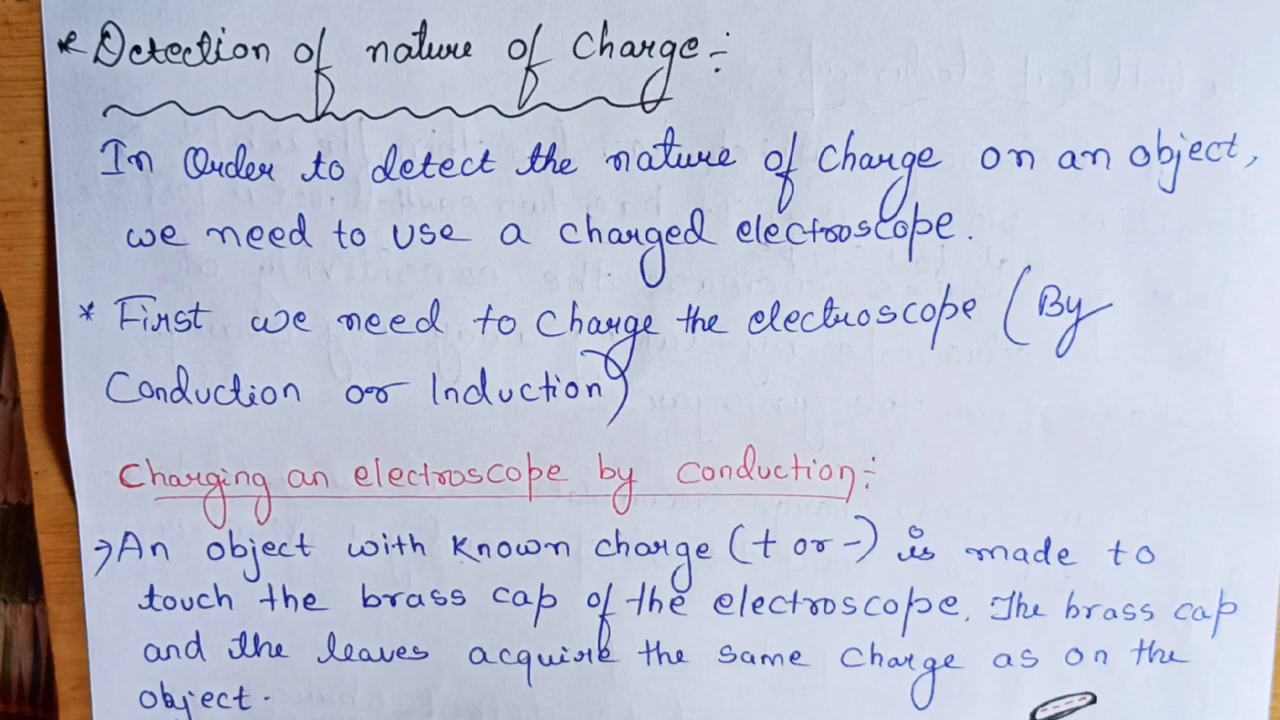 * Detection of nature of charge:-
In Order to detect the nature of charge on an object,
we need to use a charged electroscope.
* First we need to charge the electroscope (By
Conduction or Induction)
Charging an electroscope by conduction:-
→ An object with known charge (+ or -) is made to
touch the brass cap of the electroscope. The brass cap
and the leaves acquire the same charge as on the
object.